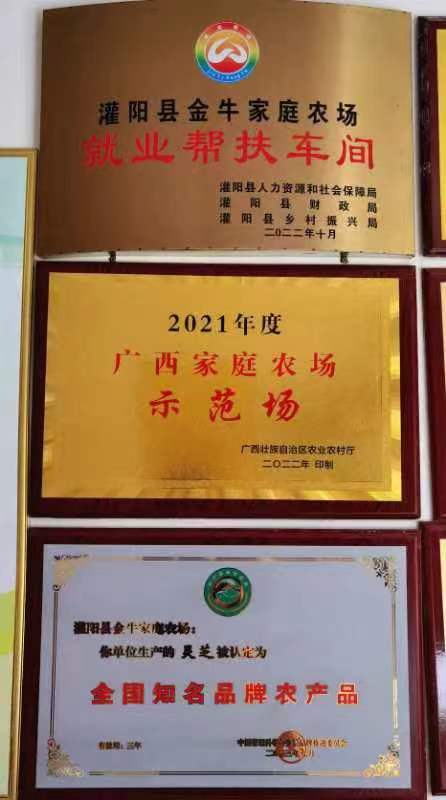 灌阳县金牛家庭农场
就业帮扶车间
灌阳县人力资源和社会保障局
灌阳县财政局
灌阳县乡村振兴局
二〇二二年十月
2021年度
广西家庭农场
示范场
广西壮族自治区农业农村厅
二〇二二年 印制
灌阳县金牛家庭农场：
你单位生产的 灵芝 被认定为
全国知名品牌农产品
有效期：三年